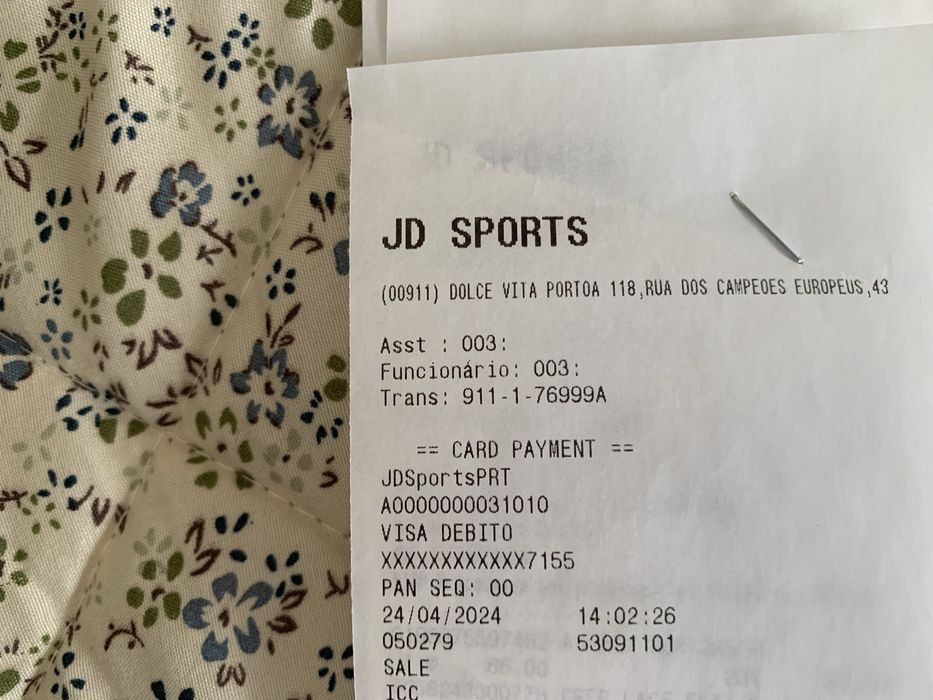 JD SPORTS
(00911) DOLCE VITA PORTOA 118,RUA DOS CAMPEOES EUROPEUS,43
Asst : 003:
Funcionário: 003:
Trans: 911-1-76999A
== CARD PAYMENT ==
JDSportsPRT
A0000000031010
VISA DEBITO
XXXXXXXXXXXX7155
PAN SEQ: 00
24/04/2024 14:02:26
050279 53091101
SALE
ICC